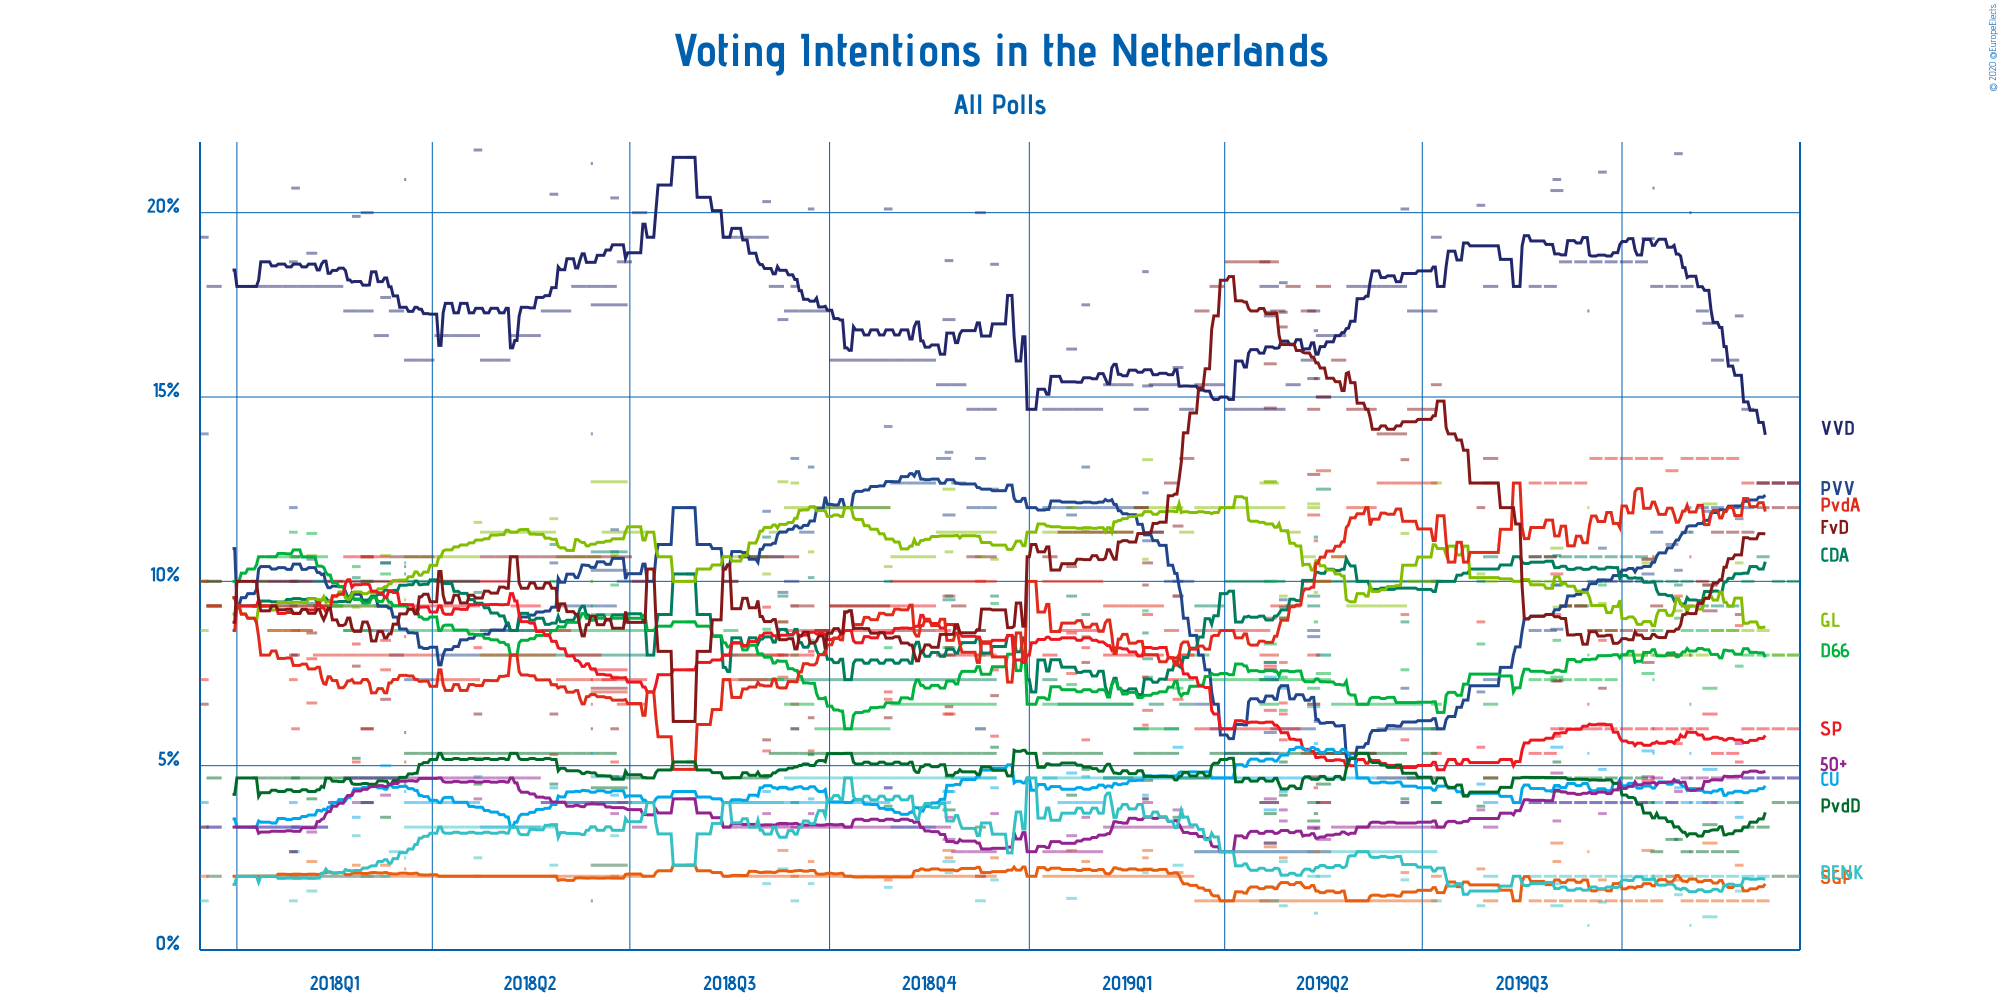 © 2020 @EuropeElects
Voting Intentions in the Netherlands
All Polls
20%
15%
10%
5%
0%
VVD
PVV
PvdA
FvD
CDA
GL
D66
SP
50+
CU
PvdD
DENK
SGP
2018Q1
2018Q2
2018Q3
2018Q4
2019Q1
2019Q2
2019Q3